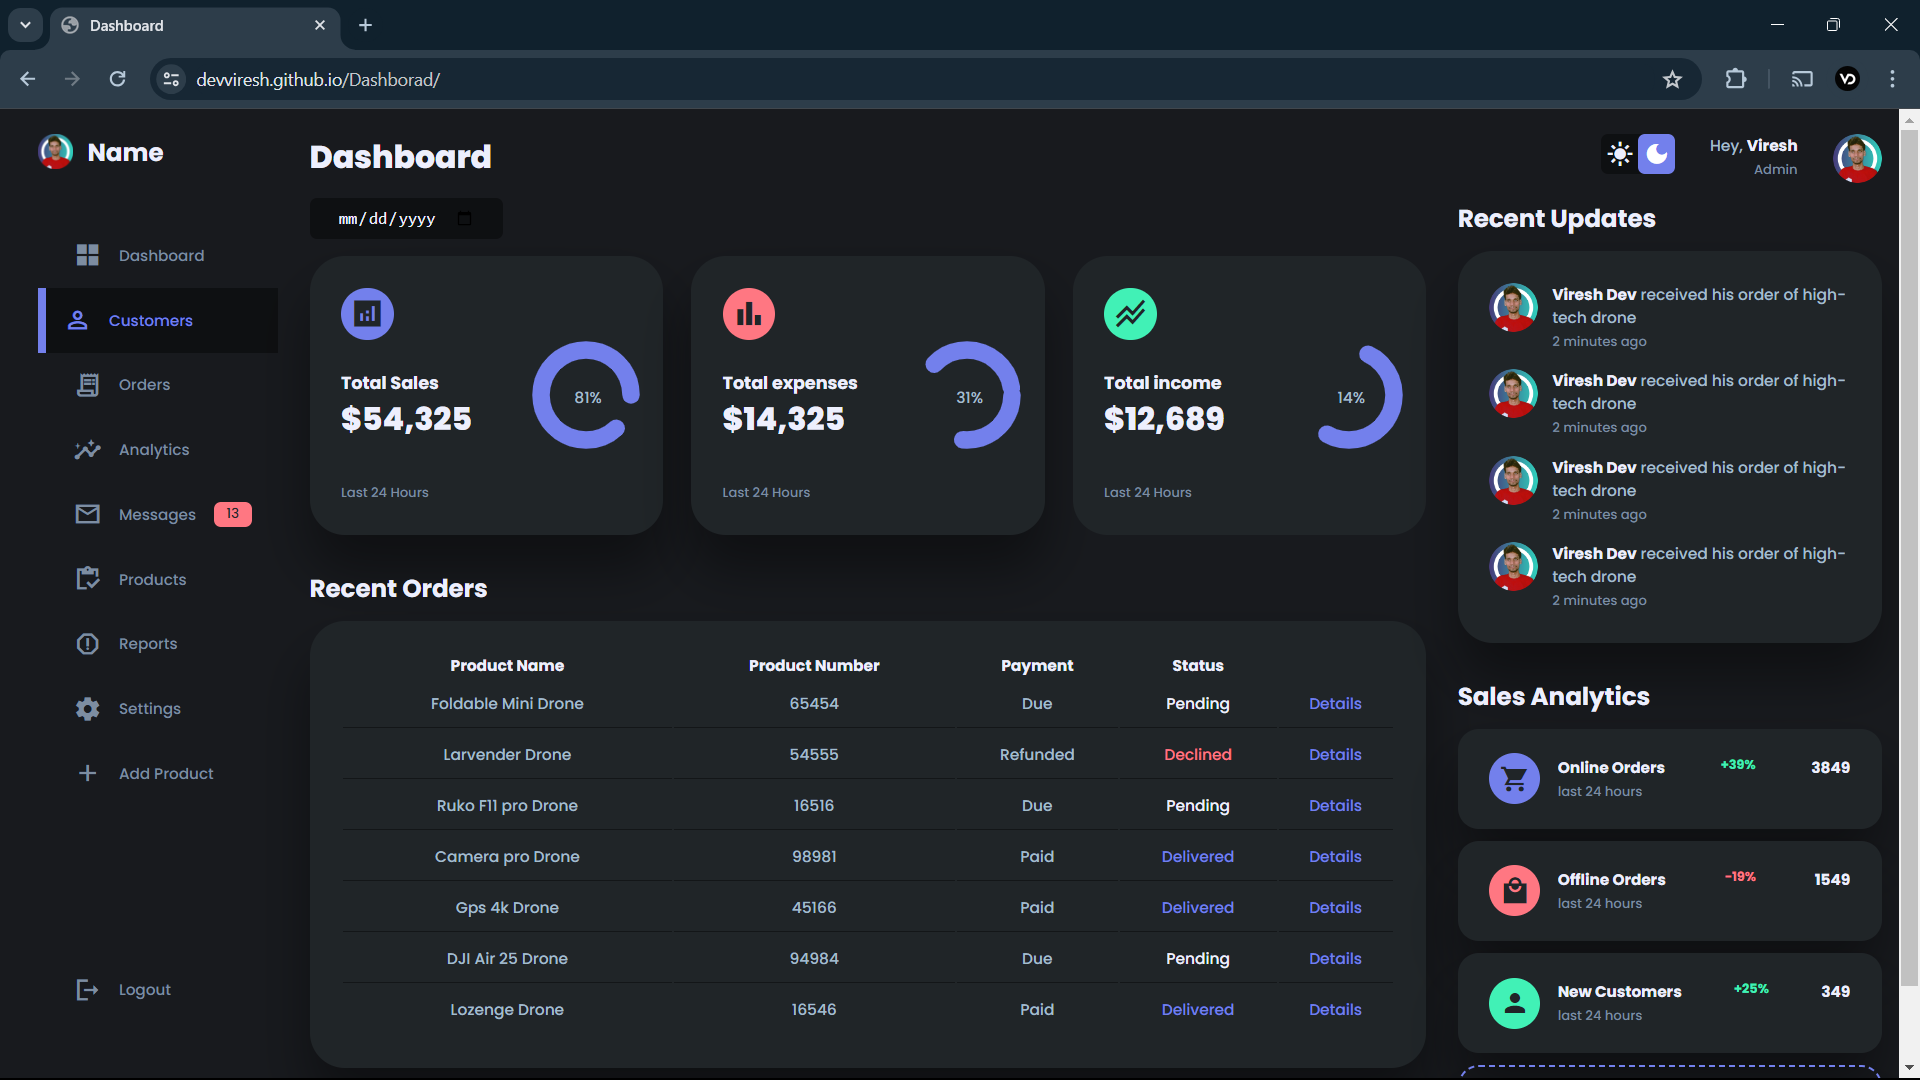 Dashboard
devviresh.github.io/Dashborad/
VD
Name
Dashboard
Customers
Orders
Analytics
Messages 13
Products
Reports
Settings
Add Product
Logout
Dashboard
mm/dd/yyyy
Total Sales
$54,325
81%
Last 24 Hours
Total expenses
$14,325
31%
Last 24 Hours
Total income
$12,689
14%
Last 24 Hours
Recent Orders
Product Name Product Number Payment Status
Foldable Mini Drone 65454 Due Pending Details
Larvender Drone 54555 Refunded Declined Details
Ruko F11 pro Drone 16516 Due Pending Details
Camera pro Drone 98981 Paid Delivered Details
Gps 4k Drone 45166 Paid Delivered Details
DJI Air 25 Drone 94984 Due Pending Details
Lozenge Drone 16546 Paid Delivered Details
Hey, Viresh
Admin
Recent Updates
Viresh Dev received his order of high-
tech drone
2 minutes ago
Viresh Dev received his order of high-
tech drone
2 minutes ago
Viresh Dev received his order of high-
tech drone
2 minutes ago
Viresh Dev received his order of high-
tech drone
2 minutes ago
Sales Analytics
Online Orders +39% 3849
last 24 hours
Offline Orders -19% 1549
last 24 hours
New Customers +25% 349
last 24 hours